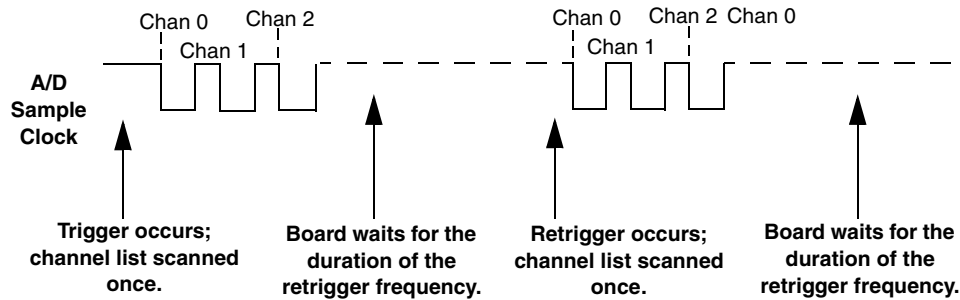 Chan 0 Chan 2 Chan 0 Chan 2 Chan 0
Chan 1 Chan 1
A/D
Sample
Clock
Trigger occurs;
channel list scanned
once.
Board waits for the
duration of the
retrigger frequency.
Retrigger occurs;
channel list scanned
once.
Board waits for the
duration of the
retrigger frequency.